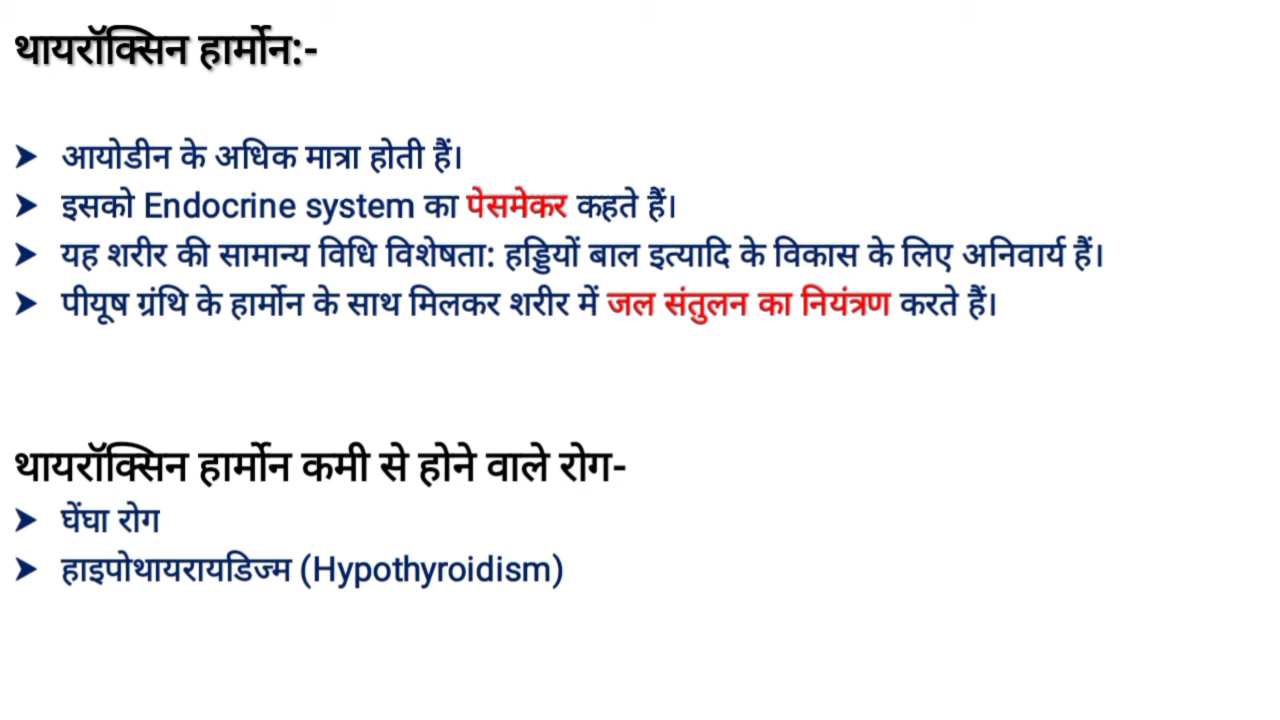 थायरॉक्सिन हार्मोन:-
➤ आयोडीन के अधिक मात्रा होती हैं।
➤ इसको Endocrine system का पेसमेकर कहते हैं।
➤ यह शरीर की सामान्य विधि विशेषता: हड्डियों बाल इत्यादि के विकास के लिए अनिवार्य हैं।
➤ पीयूष ग्रंथि के हार्मोन के साथ मिलकर शरीर में जल संतुलन का नियंत्रण करते हैं।
थायरॉक्सिन हार्मोन कमी से होने वाले रोग-
➤ घेंघा रोग
➤ हाइपोथायरायडिज्म (Hypothyroidism)